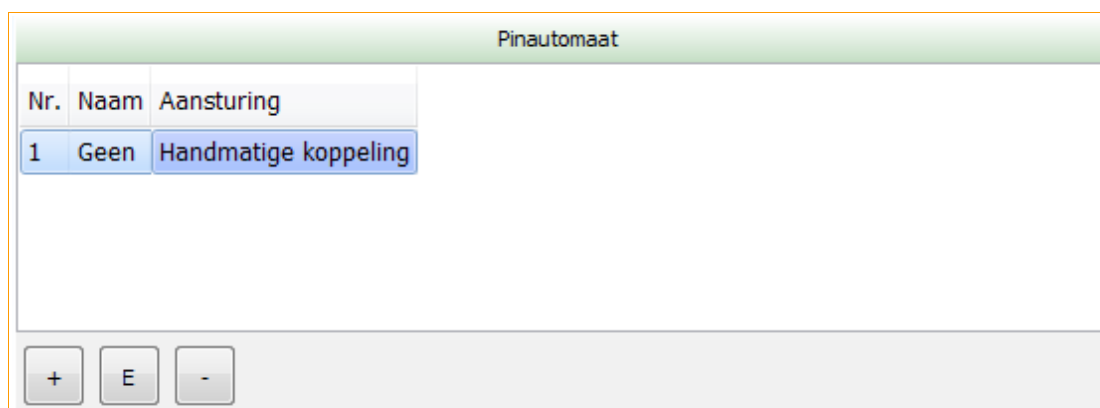 Pinautomaat
Nr. Naam Aansturing
1 Geen Handmatige koppeling
+ E -